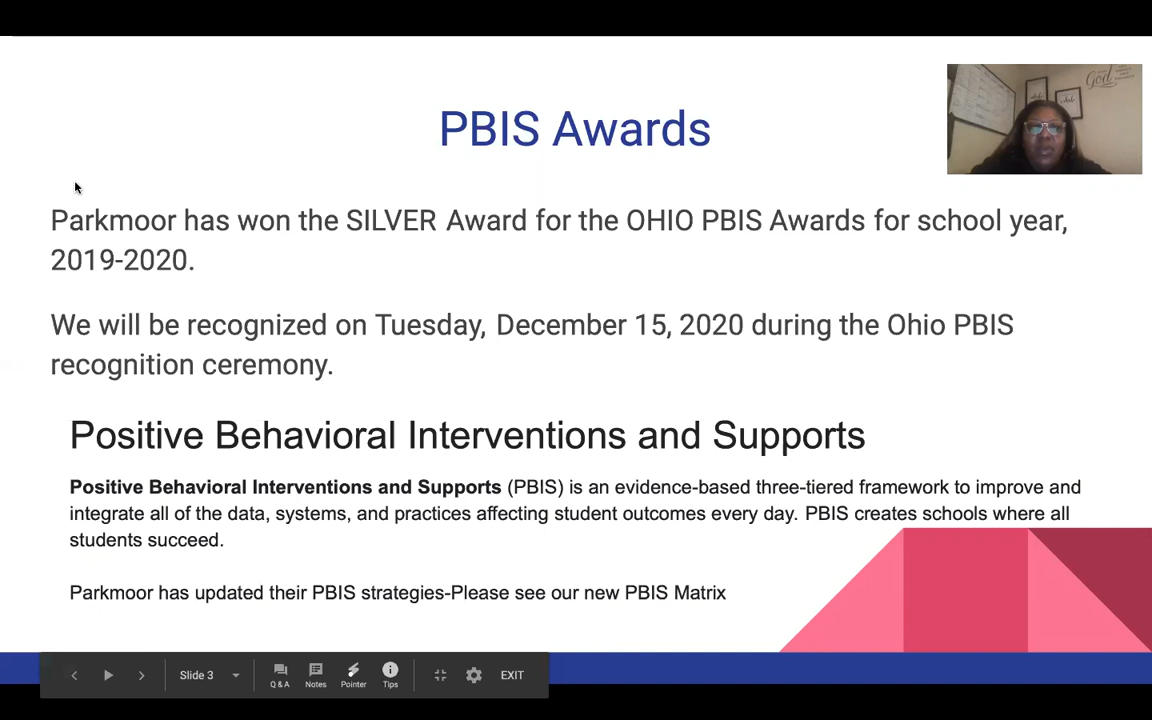 PBIS Awards
God
Parkmoor has won the SILVER Award for the OHIO PBIS Awards for school year,
2019-2020.
We will be recognized on Tuesday, December 15, 2020 during the Ohio PBIS
recognition ceremony.
Positive Behavioral Interventions and Supports
Positive Behavioral Interventions and Supports (PBIS) is an evidence-based three-tiered framework to improve and
integrate all of the data, systems, and practices affecting student outcomes every day. PBIS creates schools where all
students succeed.
Parkmoor has updated their PBIS strategies-Please see our new PBIS Matrix
Slide 3
Q & A
Notes
Pointer
Tips
EXIT